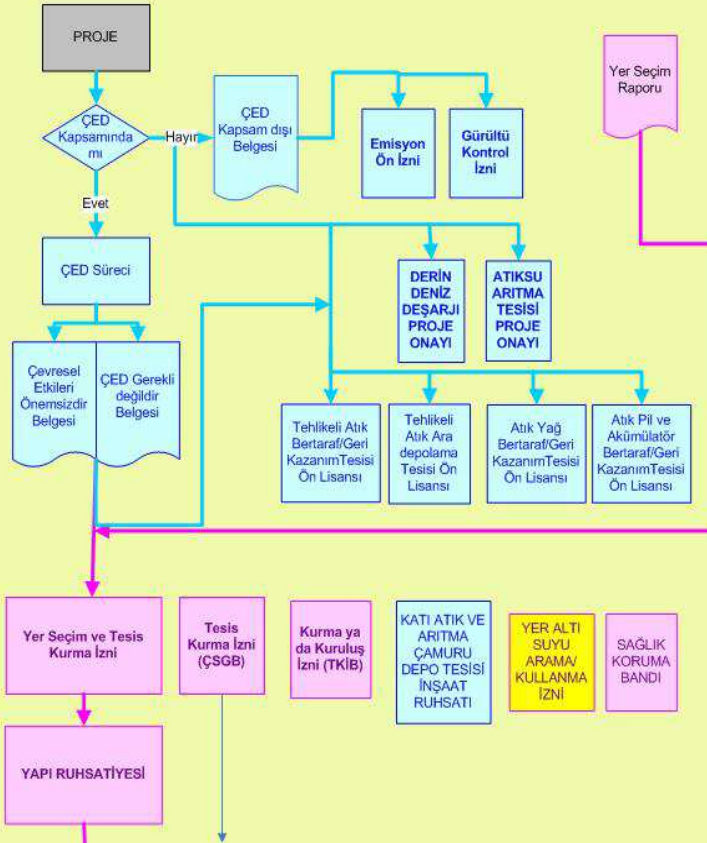 PROJE
ÇED
Kapsamında
mı
Hayır
Evet
ÇED
Kapsam dışı
Belgesi
Emisyon
Ön İzni
Gürültü
Kontrol
İzni
Yer Seçim
Raporu
ÇED Süreci
DERİN
DENİZ
DEŞARJI
PROJE
ONAYI
ATIKSU
ARITMA
TESİSİ
PROJE
ONAYI
Çevresel
Etkileri
Önemsizdir
Belgesi
ÇED Gerekli
değildir
Belgesi
Tehlikeli Atık
Bertaraf/Geri
KazanımTesisi
Ön Lisansı
Tehlikeli
Atık Ara
depolama
Tesisi Ön
Lisansı
Atık Yağ
Bertaraf/Geri
KazanımTesisi
Ön Lisansı
Atık Pil ve
Akümülatör
Bertaraf/Geri
KazanımTesisi
Ön Lisansı
Yer Seçim ve Tesis
Kurma İzni
Tesis
Kurma İzni
(ÇSGB)
Kurma ya
da Kuruluş
İzni (TKİB)
KATI ATIK VE
ARITMA
ÇAMURU
DEPO TESİSİ
İNŞAAT
RUHSATI
YER ALTI
SUYU
ARAMA/
KULLANMA
İZNİ
SAĞLIK
KORUMA
BANDI
YAPI RUHSATİYESİ